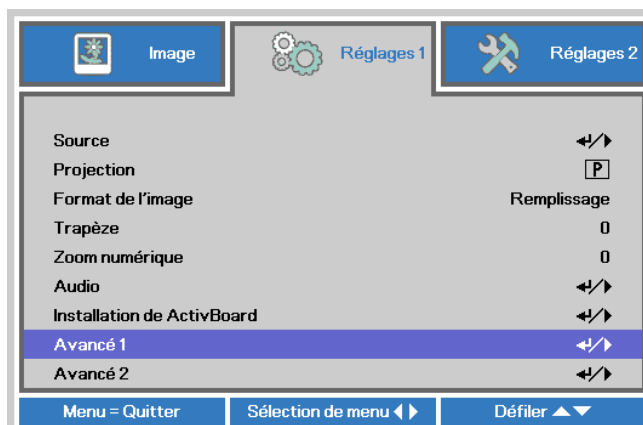 Image
Réglages 1
Réglages 2
Source
Projection P
Format de l'image Remplissage
Trapèze 0
Zoom numérique 0
Audio
Installation de ActivBoard
Avancé 1
Avancé 2
Menu = Quitter
Sélection de menu
Défiler